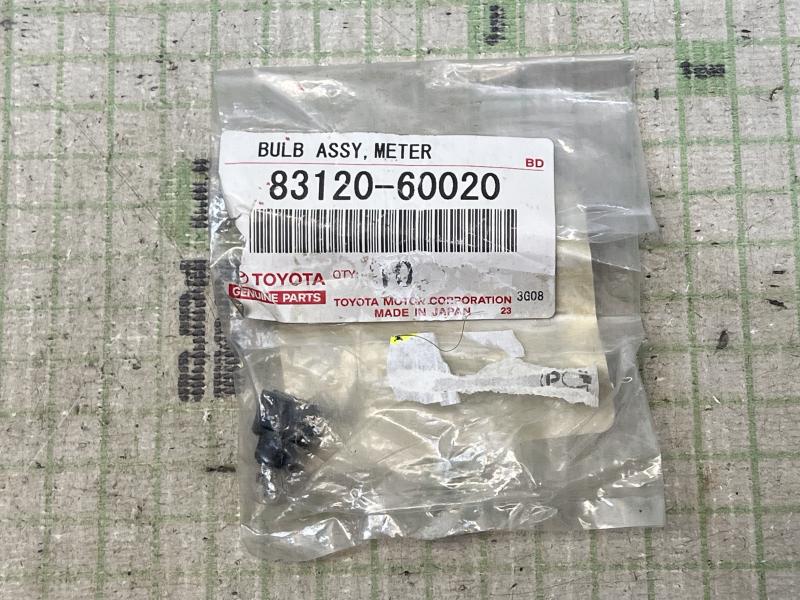 BULB ASSY, METER
BD
83120-60020
TOYOTA QTY: 10
GENUINE PARTS
TOYOTA MOTOR CORPORATION 3G08
MADE IN JAPAN 23